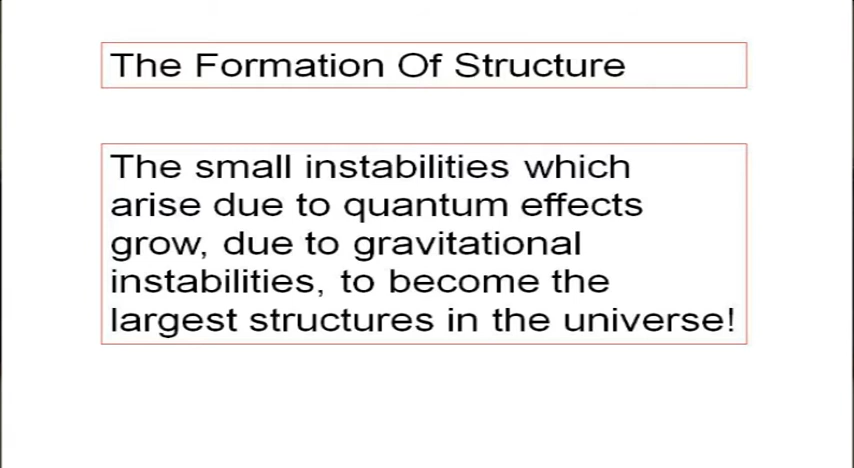 The Formation Of Structure
The small instabilities which
arise due to quantum effects
grow, due to gravitational
instabilities, to become the
largest structures in the universe!